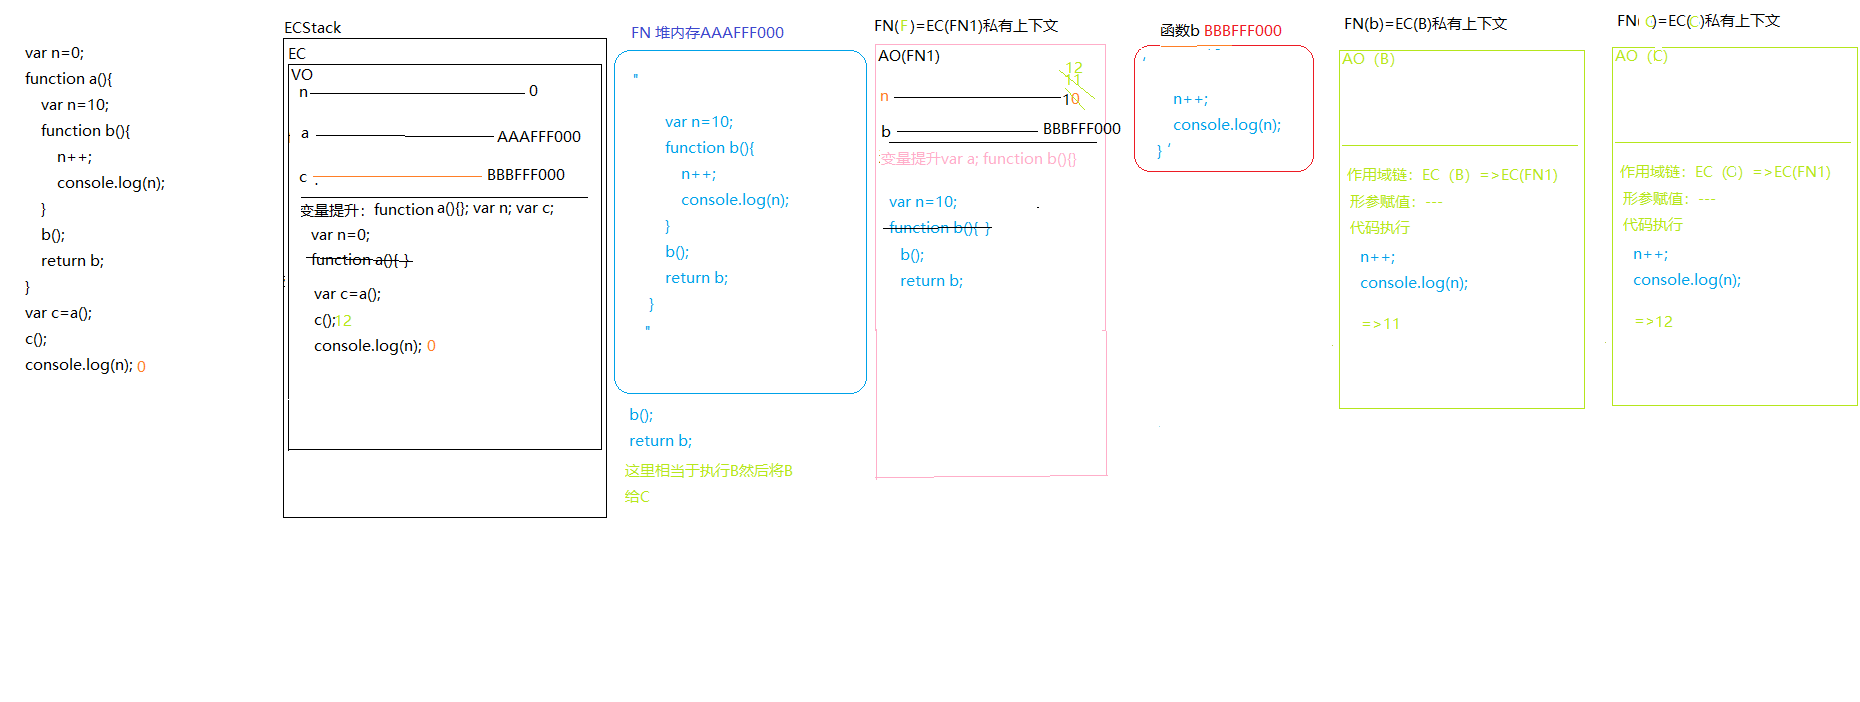 var n=0;
function a(){
var n=10;
function b(){
n++;
console.log(n);
}
b();
return b;
}
var c=a();
c();
console.log(n); 0
ECStack
EC
VO
n 0
a AAAFFF000
c BBBFFF000
变量提升：function a(){}; var n; var c;
var n=0;
function a(){ }
var c=a();
c();12
console.log(n); 0
FN 堆内存AAAFFF000
"
var n=10;
function b(){
n++;
console.log(n);
}
b();
return b;
}
"
b();
return b;
这里相当于执行B然后将B
给C
FN(F)=EC(FN1)私有上下文
AO(FN1)
12
11
n 10
b BBBFFF000
:变量提升var a; function b(){}
var n=10;
function b(){ }
b();
return b;
函数b BBBFFF000
'
n++;
console.log(n);
} '
FN(b)=EC(B)私有上下文
AO（B）
作用域链：EC（B）=>EC(FN1)
形参赋值：---
代码执行
n++;
console.log(n);
=>11
FN( C)=EC(C)私有上下文
AO（C）
作用域链：EC（C）=>EC(FN1)
形参赋值：---
代码执行
n++;
console.log(n);
=>12